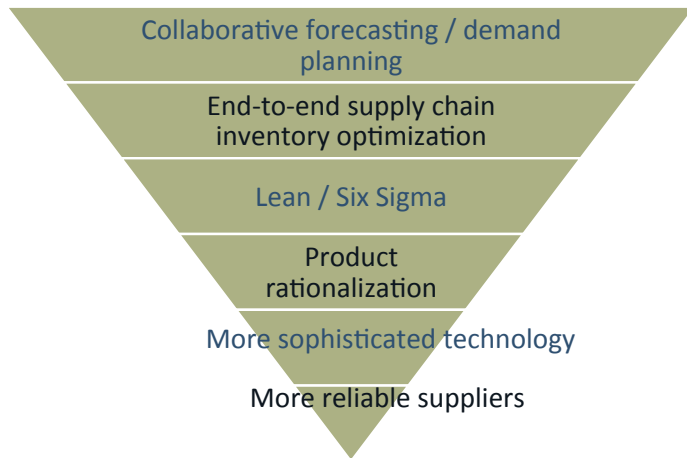 Collaborative forecasting / demand
planning
End-to-end supply chain
inventory optimization
Lean / Six Sigma
Product
rationalization
More sophisticated technology
More reliable suppliers